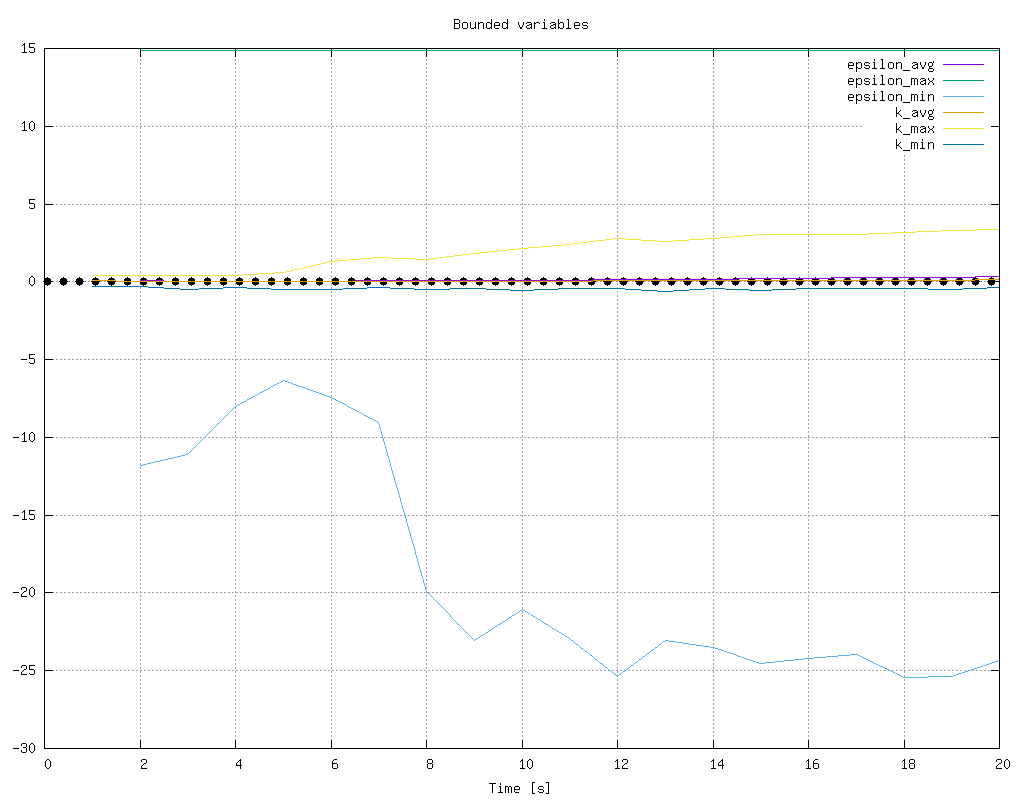 Bounded variables
15
10
5
0
-5
-10
-15
-20
-25
-30
epsilon_avg
epsilon_max
epsilon_min
k_avg
k_max
k_min
0 2 4 6 8 10 12 14 16 18 20
Time [s]